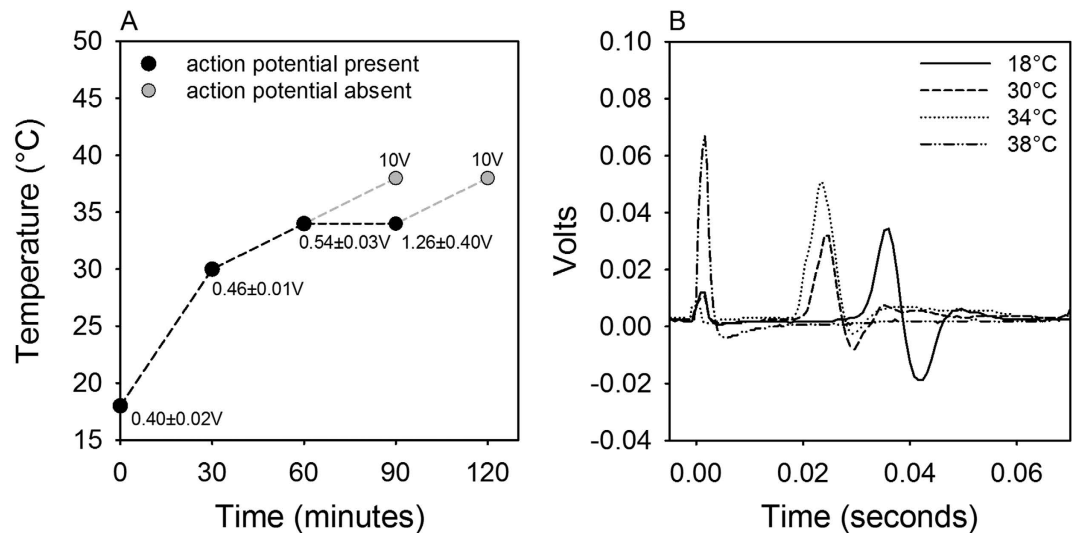 A
Temperature (°C)
50
45
40
35
30
25
20
15
action potential present
action potential absent
10V
10V
0.54±0.03V
1.26±0.40V
0.46±0.01V
0.40±0.02V
0
30
60
90
120
Time (minutes)
B
Volts
0.10
0.08
0.06
0.04
0.02
0.00
-0.02
-0.04
18°C
30°C
34°C
38°C
0.00
0.02
0.04
0.06
Time (seconds)